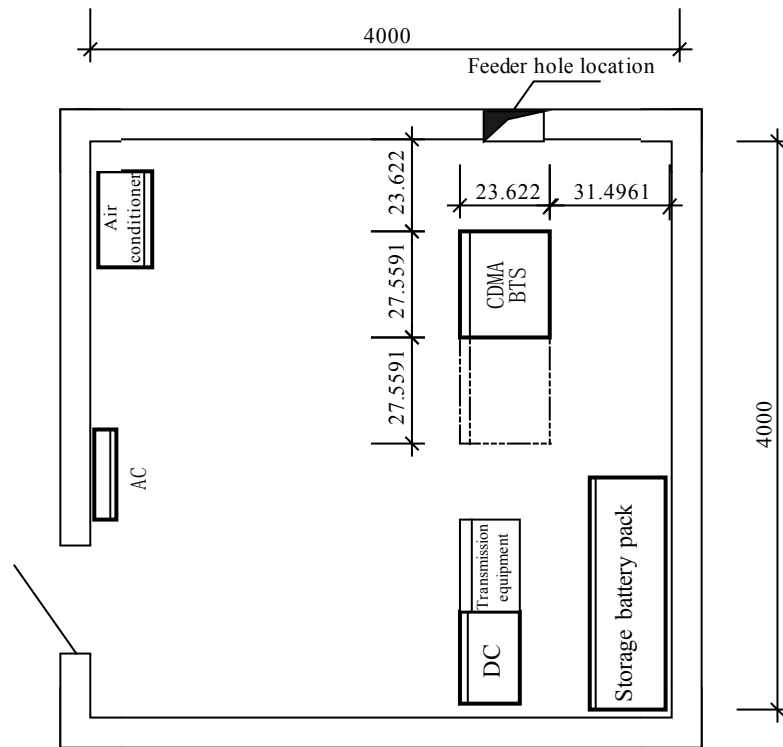 4000
Feeder hole location
23.622
31.4961
23.622
Air
conditioner
CDMA
BTS
27.5591
27.5591
4000
AC
Transmission
equipment
Storage battery pack
DC